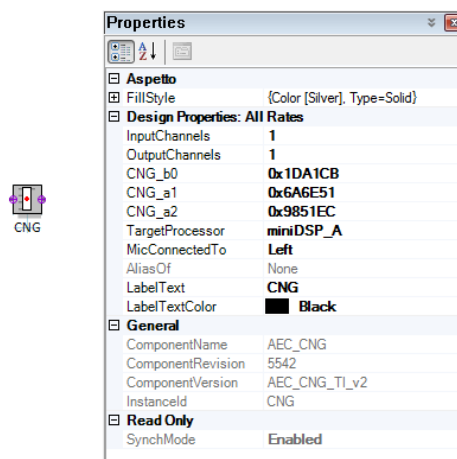 Properties
Aspetto
FillStyle {Color [Silver], Type=Solid}
Design Properties: All Rates
InputChannels 1
OutputChannels 1
CNG_b0 0x1DA1CB
CNG_a1 0x6A6E51
CNG_a2 0x9851EC
TargetProcessor miniDSP_A
MicConnectedTo Left
AliasOf None
LabelText CNG
LabelTextColor Black
General
ComponentName AEC_CNG
ComponentRevision 5542
ComponentVersion AEC_CNG_TI_v2
InstanceId CNG
Read Only
SynchMode Enabled
CNG